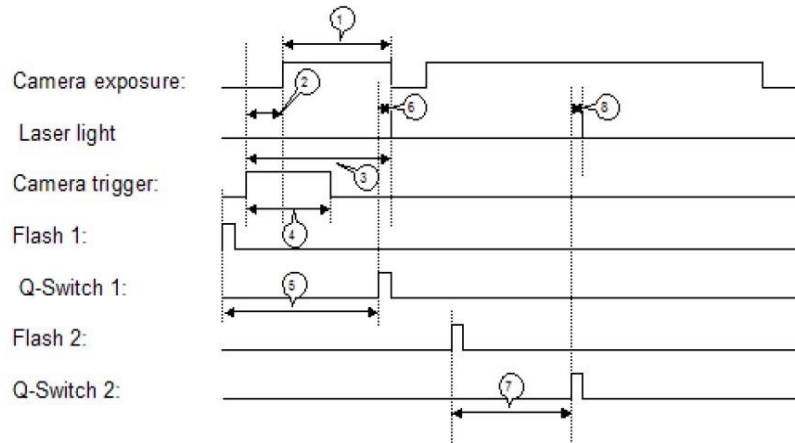 1
Camera exposure:
2
6
8
Laser light
3
Camera trigger:
4
Flash 1:
Q-Switch 1:
5
Flash 2:
Q-Switch 2:
7